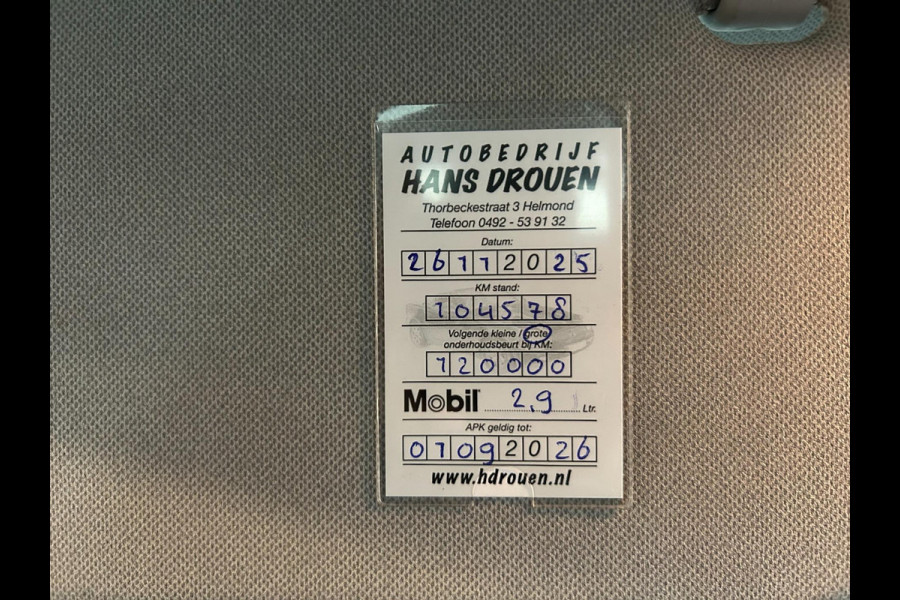 AUTOBEDRIJF
HANS DROUEN
Thorbeckestraat 3 Helmond
Telefoon 0492 - 53 91 32
Datum:
26112025
KM stand:
104578
Volgende kleine / grote
onderhoudsbeurt bij KM:
120000
Mobil 2,9 Ltr.
APK geldig tot:
01092026
www.hdrouen.nl